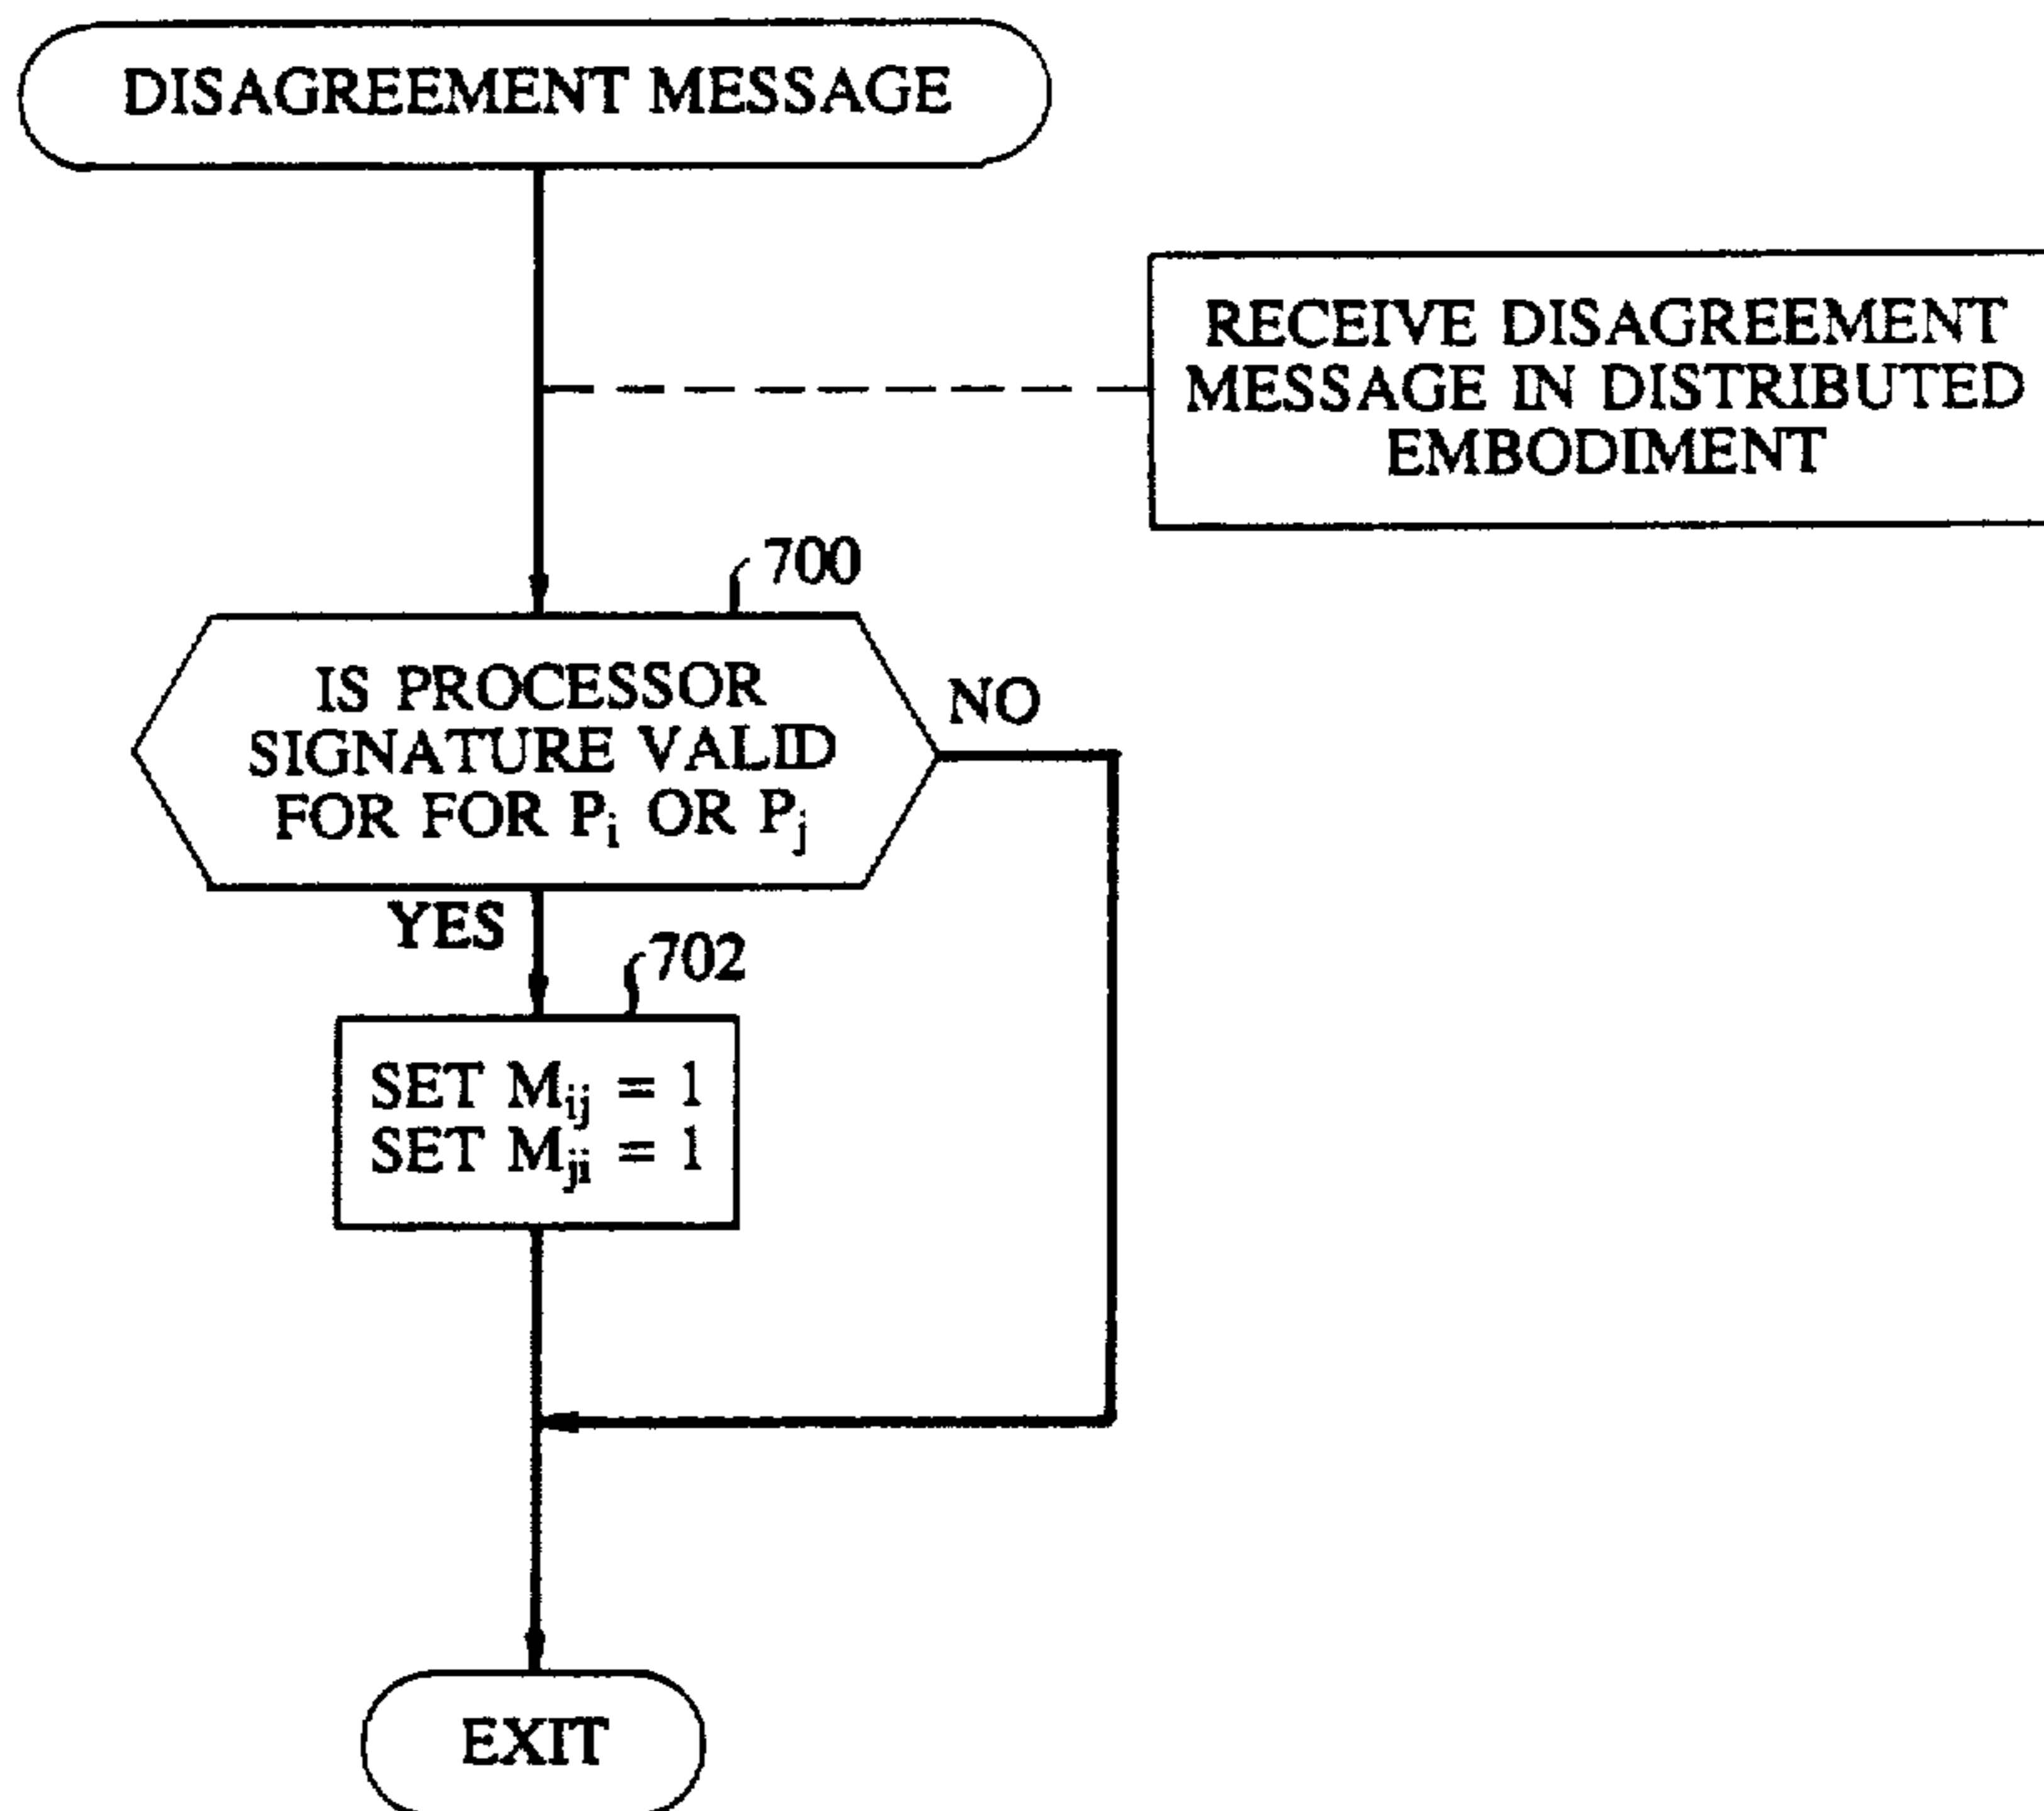 DISAGREEMENT MESSAGE
RECEIVE DISAGREEMENT
MESSAGE IN DISTRIBUTED
EMBODIMENT
700
IS PROCESSOR
SIGNATURE VALID
FOR FOR Pi OR Pj
NO
YES
702
SET Mij = 1
SET Mji = 1
EXIT